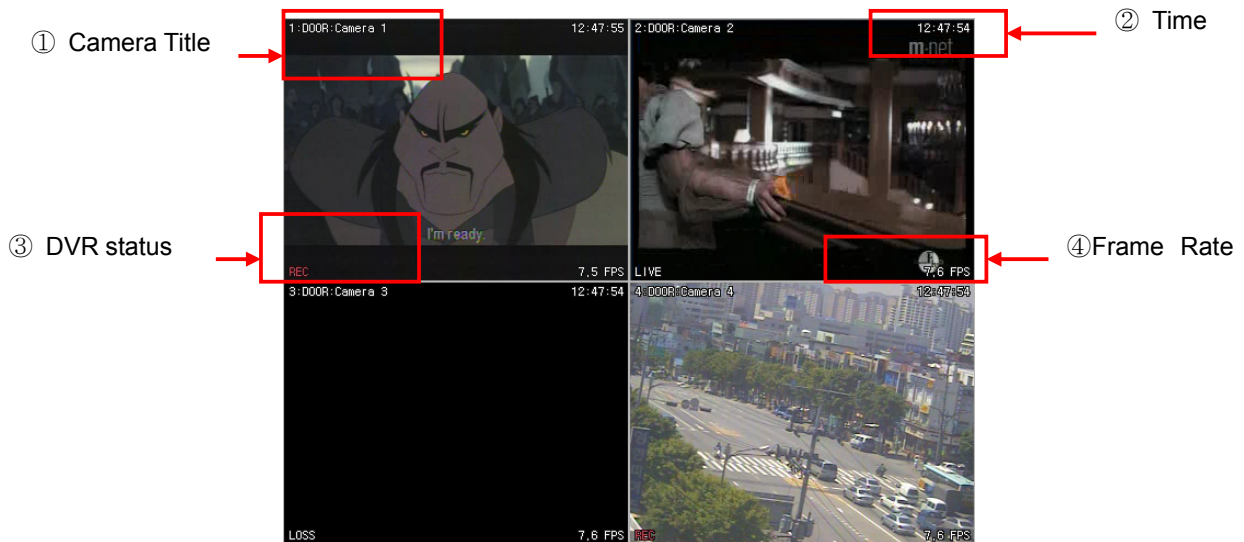 1:DOOR:Camera 1 12:47:55
2:DOOR:Camera 2 12:47:54
① Camera Title
② Time
m·net
I'm ready.
③ DVR status
④Frame Rate
REC 7.5 FPS
LIVE 7.6 FPS
3:DOOR:Camera 3 12:47:54
4:DOOR:Camera 4 12:47:54
LOSS 7.6 FPS
REC 7.6 FPS